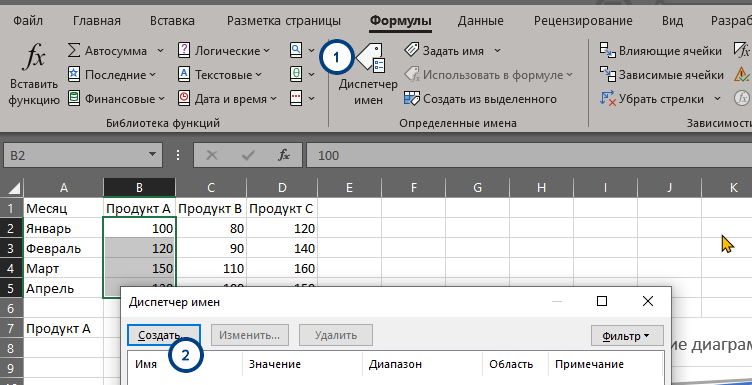 Файл Главная Вставка Разметка страницы Формулы Данные Рецензирование Вид Разраб
fx Вставить функцию
Автосумма Логические
Последние Текстовые
Финансовые Дата и время
Библиотека функций
1
Диспетчер имен
Задать имя
Использовать в формуле
Создать из выделенного
Определенные имена
Влияющие ячейки
Зависимые ячейки
Убрать стрелки
Зависимости
B2 fx 100
A B C D E F G H I J K
1 Месяц Продукт A Продукт B Продукт C
2 Январь 100 80 120
3 Февраль 120 90 140
4 Март 150 110 160
5 Апрель
6
7 Продукт A
8
9
Диспетчер имен
Создать... Изменить... Удалить Фильтр
2
Имя Значение Диапазон Область Примечание
ие диаграм